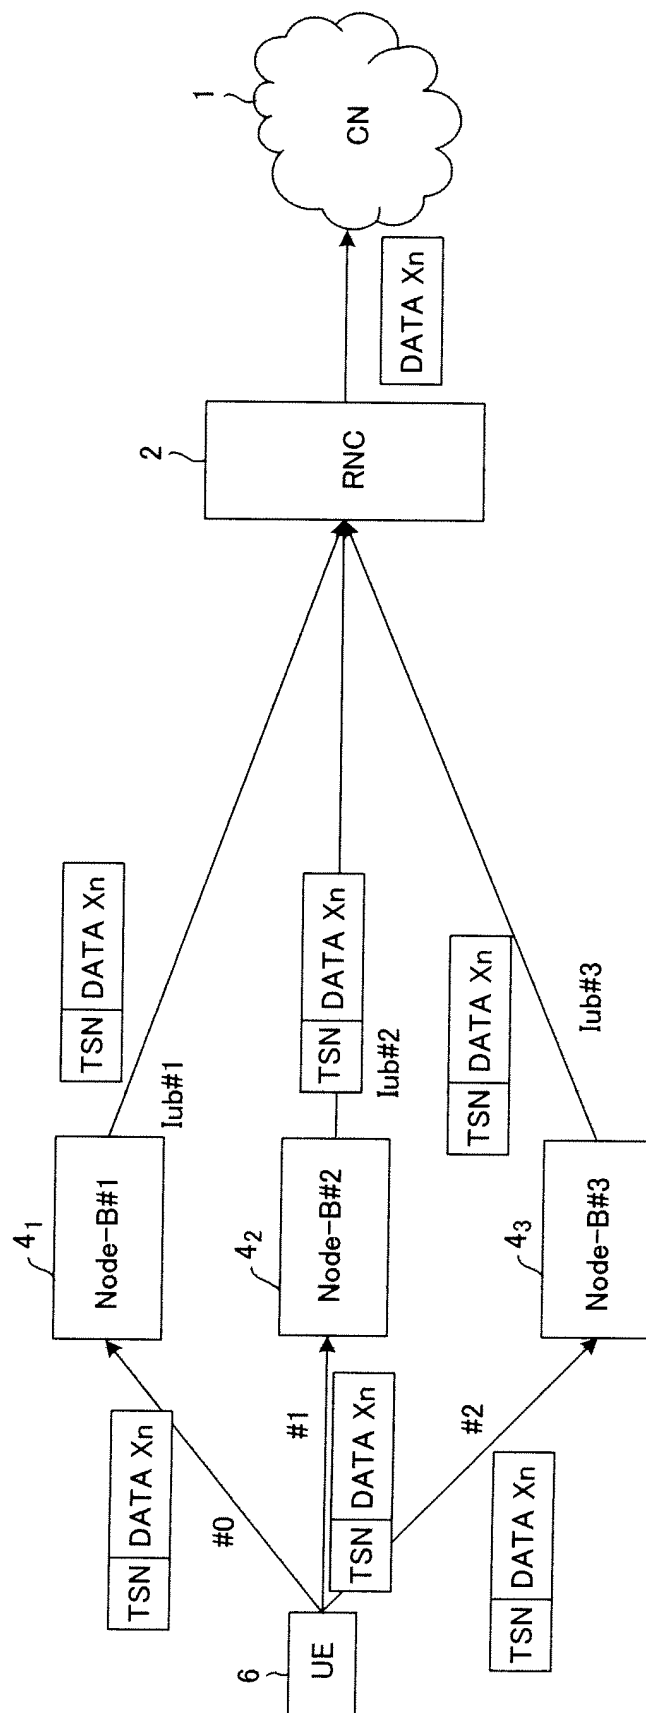 6
UE
#0
#1
#2
TSN DATA Xn
TSN DATA Xn
TSN DATA Xn
4₁
Node-B#1
4₂
Node-B#2
4₃
Node-B#3
TSN DATA Xn
Iub#1
TSN DATA Xn
Iub#2
TSN DATA Xn
Iub#3
2
RNC
DATA Xn
1
CN